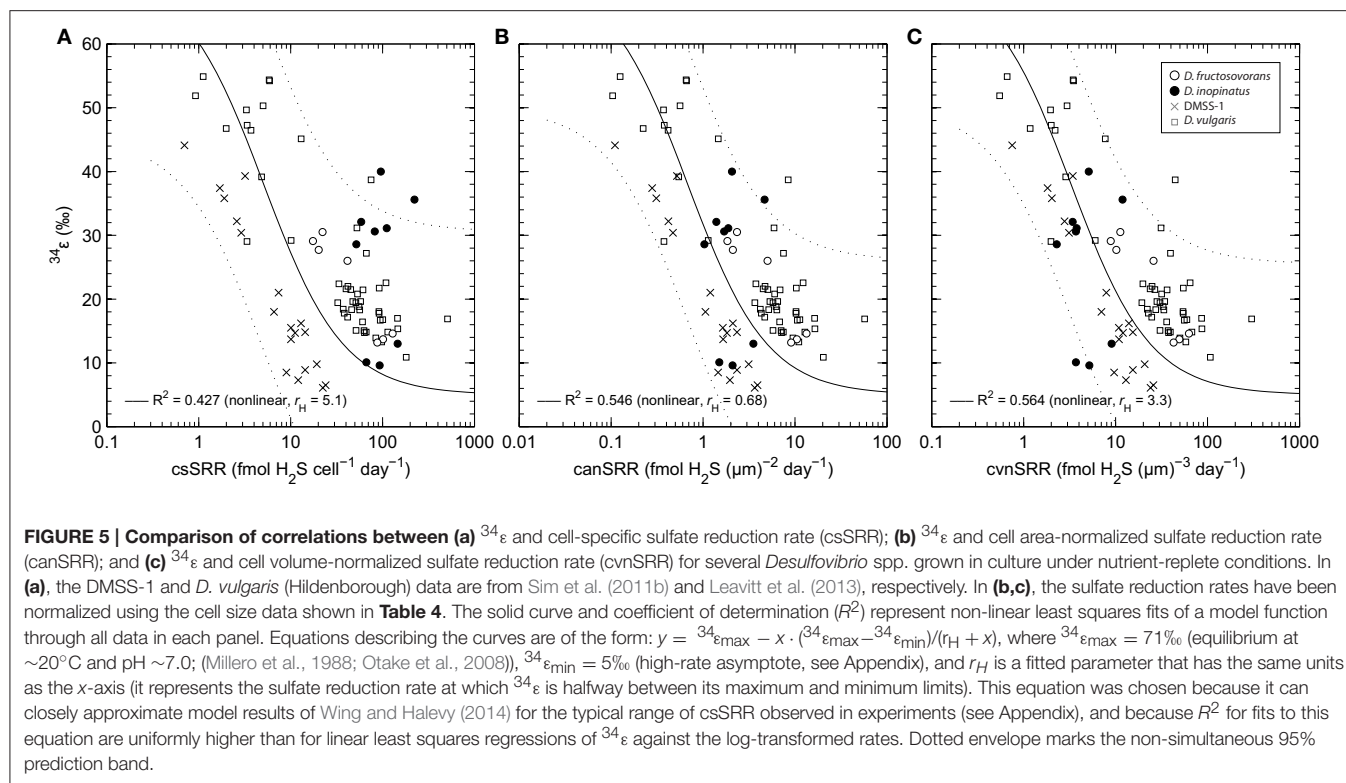 A
B
C
60
50
40
30
20
10
0
³⁴ε (‰)
○ D. fructosovorans
● D. inopinatus
× DMSS-1
□ D. vulgaris
R² = 0.427 (nonlinear, r_H = 5.1)
R² = 0.546 (nonlinear, r_H = 0.68)
R² = 0.564 (nonlinear, r_H = 3.3)
0.1 1 10 100 1000
0.01 0.1 1 10 100
0.1 1 10 100 1000
csSRR (fmol H₂S cell⁻¹ day⁻¹)
canSRR (fmol H₂S (µm)⁻² day⁻¹)
cvnSRR (fmol H₂S (µm)⁻³ day⁻¹)
FIGURE 5 | Comparison of correlations between (a) ³⁴ε and cell-specific sulfate reduction rate (csSRR); (b) ³⁴ε and cell area-normalized sulfate reduction rate
(canSRR); and (c) ³⁴ε and cell volume-normalized sulfate reduction rate (cvnSRR) for several Desulfovibrio spp. grown in culture under nutrient-replete conditions. In
(a), the DMSS-1 and D. vulgaris (Hildenborough) data are from Sim et al. (2011b) and Leavitt et al. (2013), respectively. In (b,c), the sulfate reduction rates have been
normalized using the cell size data shown in Table 4. The solid curve and coefficient of determination (R²) represent non-linear least squares fits of a model function
through all data in each panel. Equations describing the curves are of the form: y = ³⁴ε_max − x · (³⁴ε_max−³⁴ε_min)/(r_H + x), where ³⁴ε_max = 71‰ (equilibrium at
~20°C and pH ~7.0; (Millero et al., 1988; Otake et al., 2008)), ³⁴ε_min = 5‰ (high-rate asymptote, see Appendix), and r_H is a fitted parameter that has the same units
as the x-axis (it represents the sulfate reduction rate at which ³⁴ε is halfway between its maximum and minimum limits). This equation was chosen because it can
closely approximate model results of Wing and Halevy (2014) for the typical range of csSRR observed in experiments (see Appendix), and because R² for fits to this
equation are uniformly higher than for linear least squares regressions of ³⁴ε against the log-transformed rates. Dotted envelope marks the non-simultaneous 95%
prediction band.